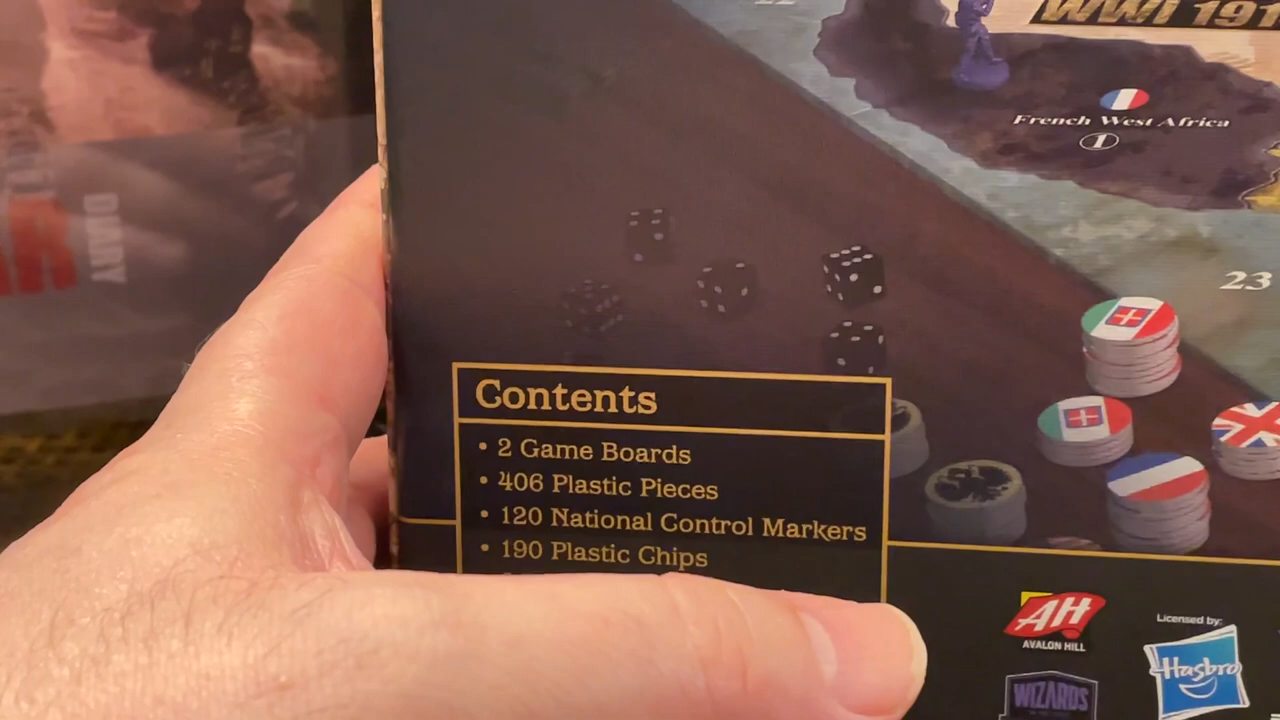 WWI 191
French West Africa
1
23
Contents
• 2 Game Boards
• 406 Plastic Pieces
• 120 National Control Markers
• 190 Plastic Chips
AH
AVALON HILL
Licensed by:
Hasbro
WIZARDS
DIARY